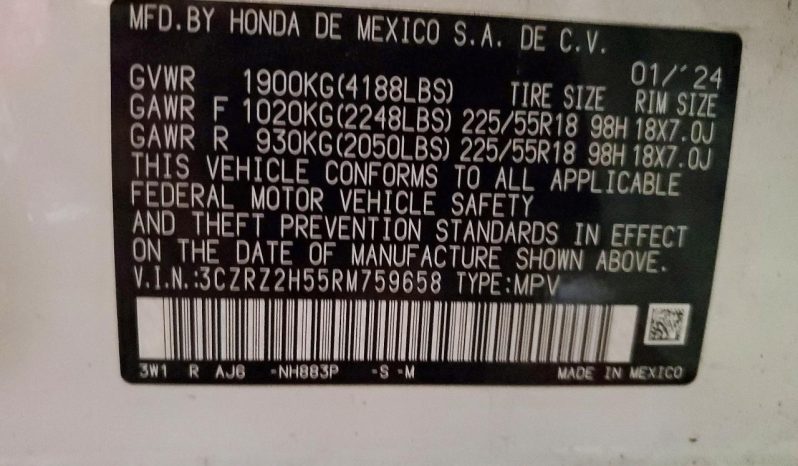 MFD.BY HONDA DE MEXICO S.A. DE C.V.
01/'24
GVWR 1900KG(4188LBS) TIRE SIZE RIM SIZE
GAWR F 1020KG(2248LBS) 225/55R18 98H 18X7.0J
GAWR R 930KG(2050LBS) 225/55R18 98H 18X7.0J
THIS VEHICLE CONFORMS TO ALL APPLICABLE
FEDERAL MOTOR VEHICLE SAFETY
AND THEFT PREVENTION STANDARDS IN EFFECT
ON THE DATE OF MANUFACTURE SHOWN ABOVE.
V.I.N.:3CZRZ2H55RM759658 TYPE:MPV
3W1 R AJ6 -NH883P -S -M MADE IN MEXICO